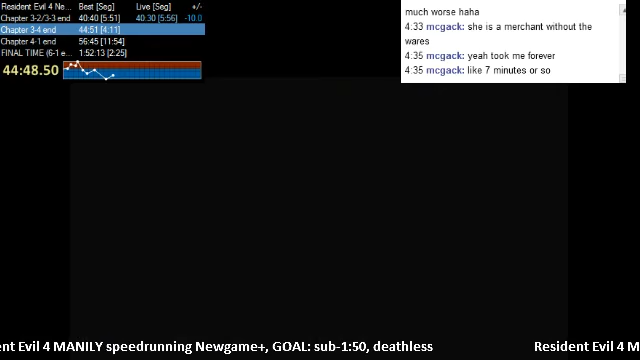 Resident Evil 4 Ne... Best [Seg] Live [Seg] +/-
Chapter 3-2/3-3 end 40:40 [5:51] 40:30 [5:56] -10.0
Chapter 3-4 end 44:51 [4:11]
Chapter 4-1 end 56:45 [11:54]
FINAL TIME (6-1 e... 1:52:13 [2:25]
44:48.50
much worse haha
4:33 mcgack: she is a merchant without the
wares
4:35 mcgack: yeah took me forever
4:35 mcgack: like 7 minutes or so
ent Evil 4 MANILY speedrunning Newgame+, GOAL: sub-1:50, deathless Resident Evil 4 M